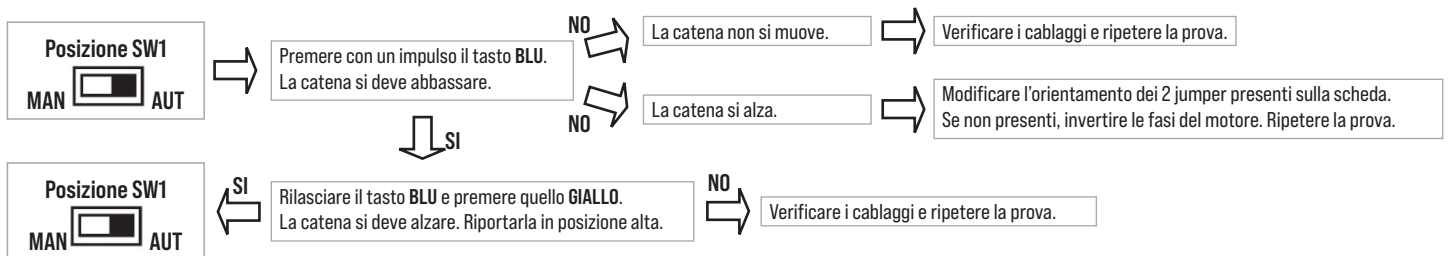 Posizione SW1
MAN AUT
Premere con un impulso il tasto BLU.
La catena si deve abbassare.
NO
La catena non si muove.
Verificare i cablaggi e ripetere la prova.
NO
La catena si alza.
Modificare l'orientamento dei 2 jumper presenti sulla scheda.
Se non presenti, invertire le fasi del motore. Ripetere la prova.
SI
Posizione SW1
MAN AUT
SI
Rilasciare il tasto BLU e premere quello GIALLO.
La catena si deve alzare. Riportarla in posizione alta.
NO
Verificare i cablaggi e ripetere la prova.